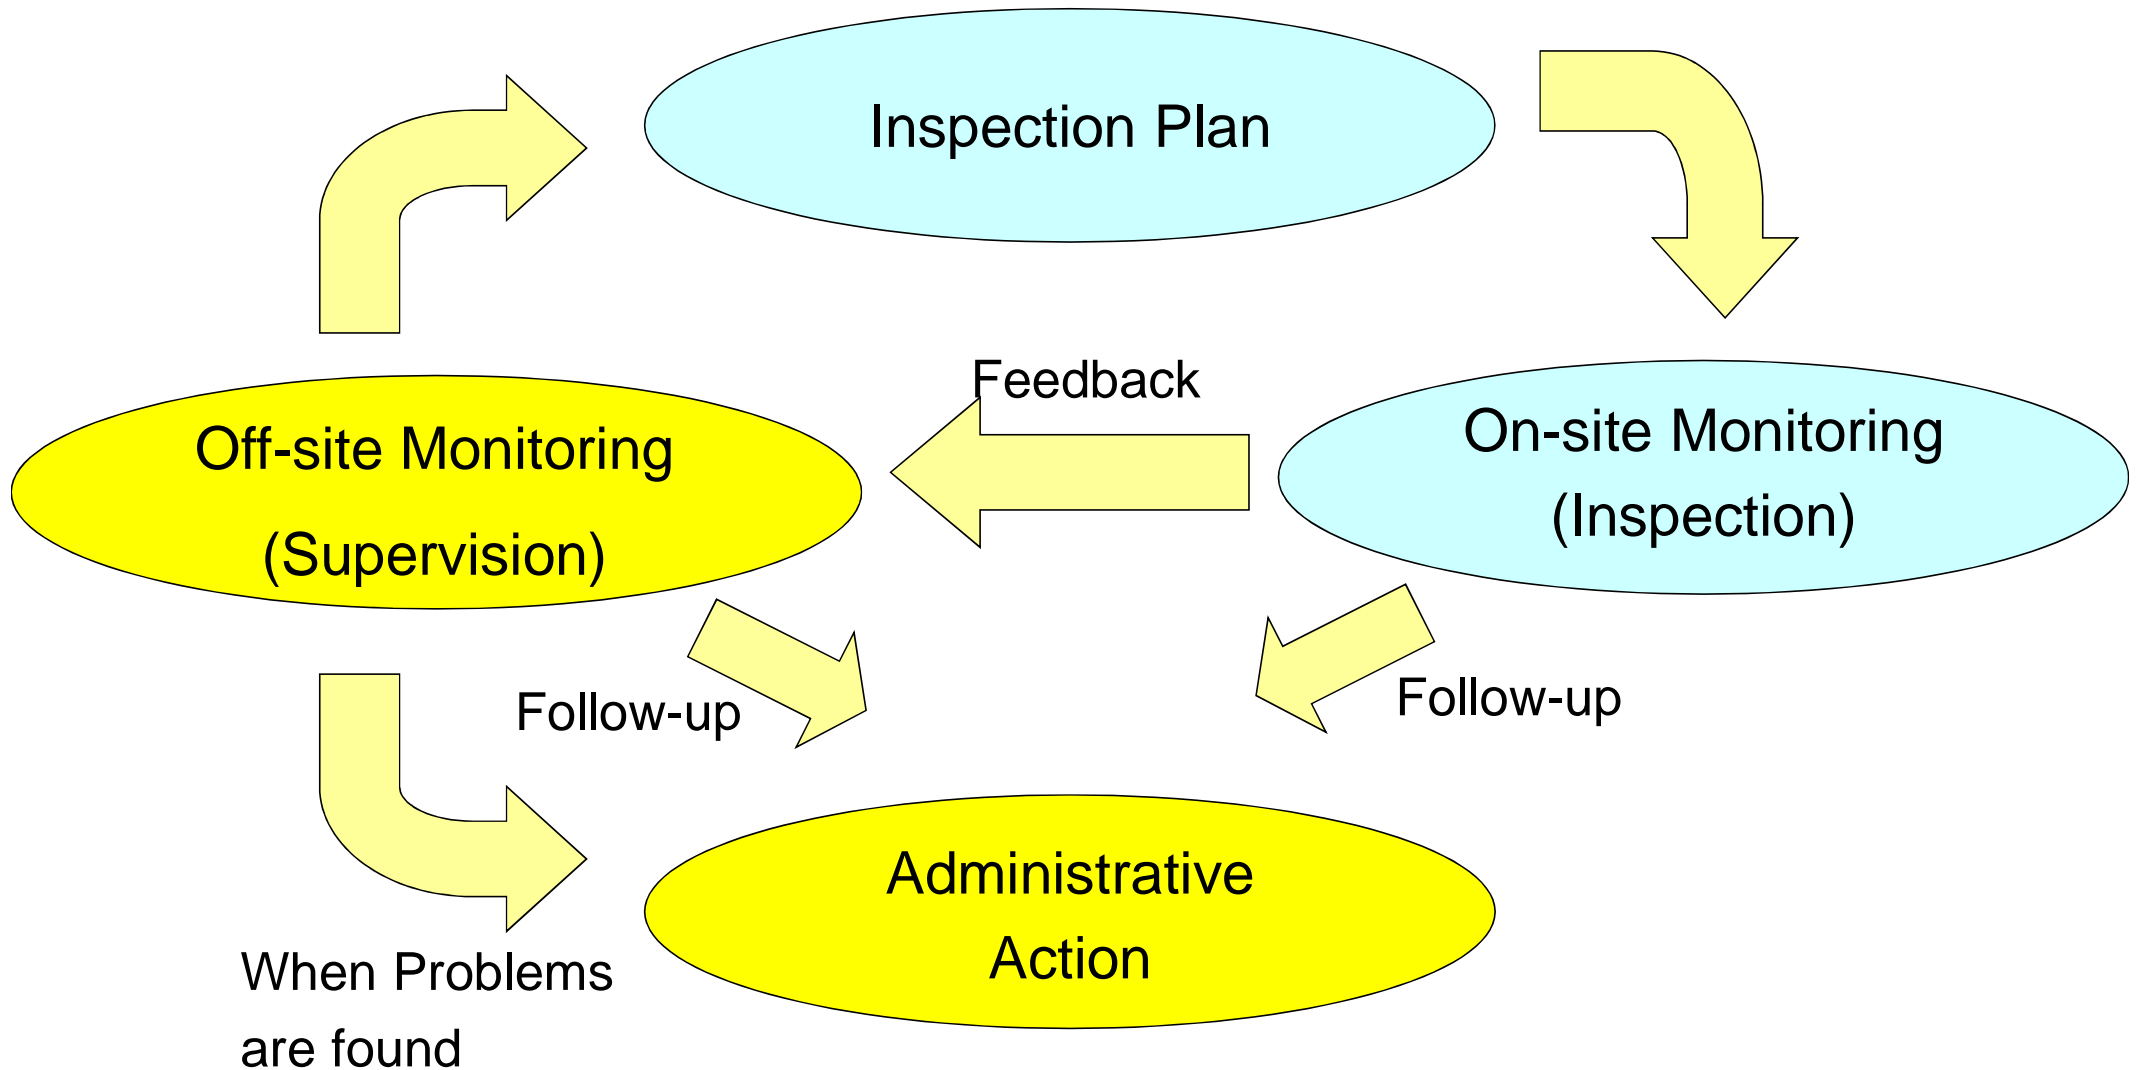 Inspection Plan
Feedback
Off-site Monitoring
(Supervision)
On-site Monitoring
(Inspection)
Follow-up
Follow-up
Administrative
Action
When Problems
are found